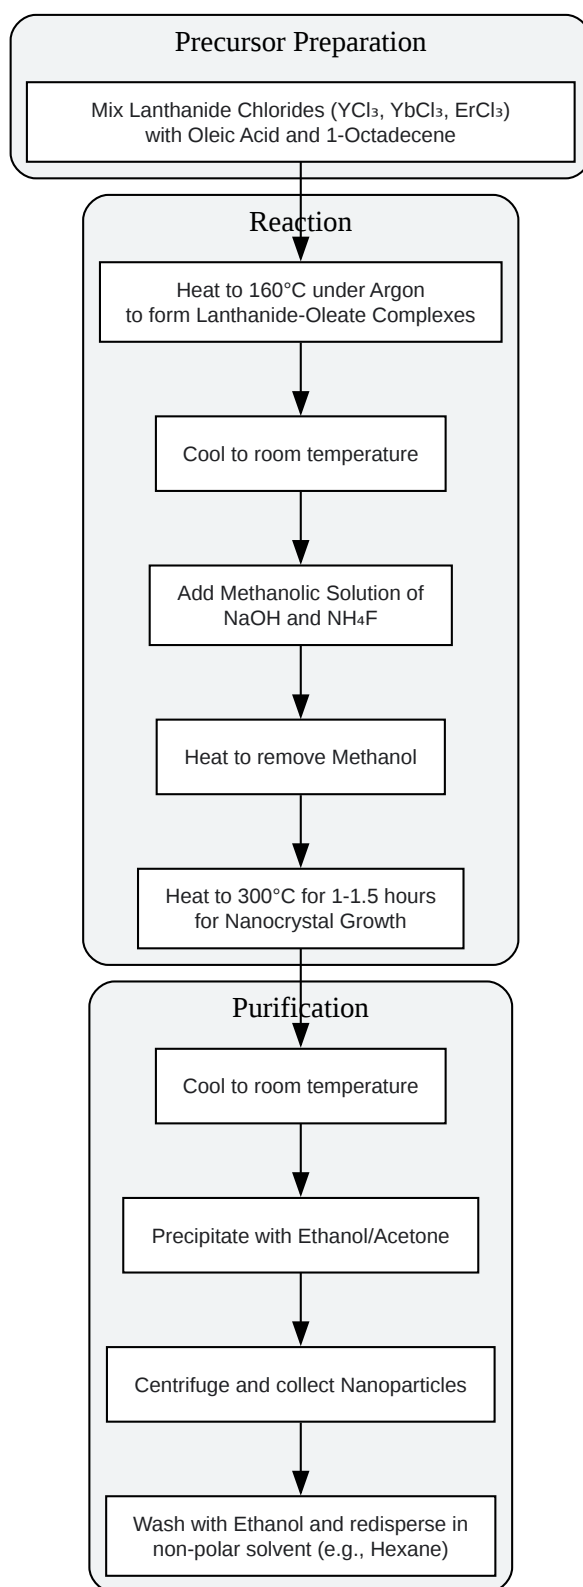 Precursor Preparation
Mix Lanthanide Chlorides (YCl₃, YbCl₃, ErCl₃)
with Oleic Acid and 1-Octadecene
Reaction
Heat to 160°C under Argon
to form Lanthanide-Oleate Complexes
Cool to room temperature
Add Methanolic Solution of
NaOH and NH₄F
Heat to remove Methanol
Heat to 300°C for 1-1.5 hours
for Nanocrystal Growth
Purification
Cool to room temperature
Precipitate with Ethanol/Acetone
Centrifuge and collect Nanoparticles
Wash with Ethanol and redisperse in
non-polar solvent (e.g., Hexane)